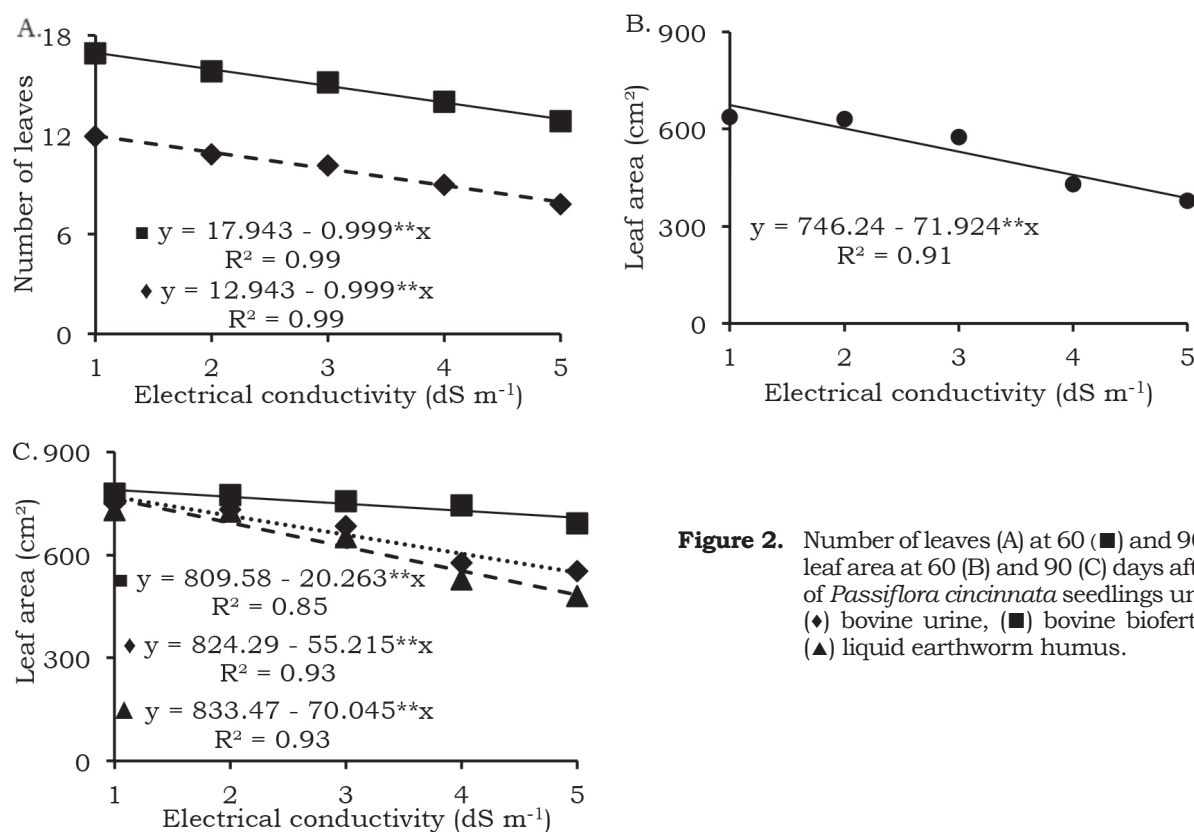 A.
18
12
6
0
Number of leaves
■ y = 17.943 - 0.999**x
R² = 0.99
♦ y = 12.943 - 0.999**x
R² = 0.99
1 2 3 4 5
Electrical conductivity (dS m⁻¹)
B.
900
600
300
0
Leaf area (cm²)
y = 746.24 - 71.924**x
R² = 0.91
1 2 3 4 5
Electrical conductivity (dS m⁻¹)
C.
900
600
300
0
Leaf area (cm²)
■ y = 809.58 - 20.263**x
R² = 0.85
♦ y = 824.29 - 55.215**x
R² = 0.93
▲ y = 833.47 - 70.045**x
R² = 0.93
1 2 3 4 5
Electrical conductivity (dS m⁻¹)
Figure 2. Number of leaves (A) at 60 (■) and 90
leaf area at 60 (B) and 90 (C) days aft
of Passiflora cincinnata seedlings un
(♦) bovine urine, (■) bovine biofert
(▲) liquid earthworm humus.